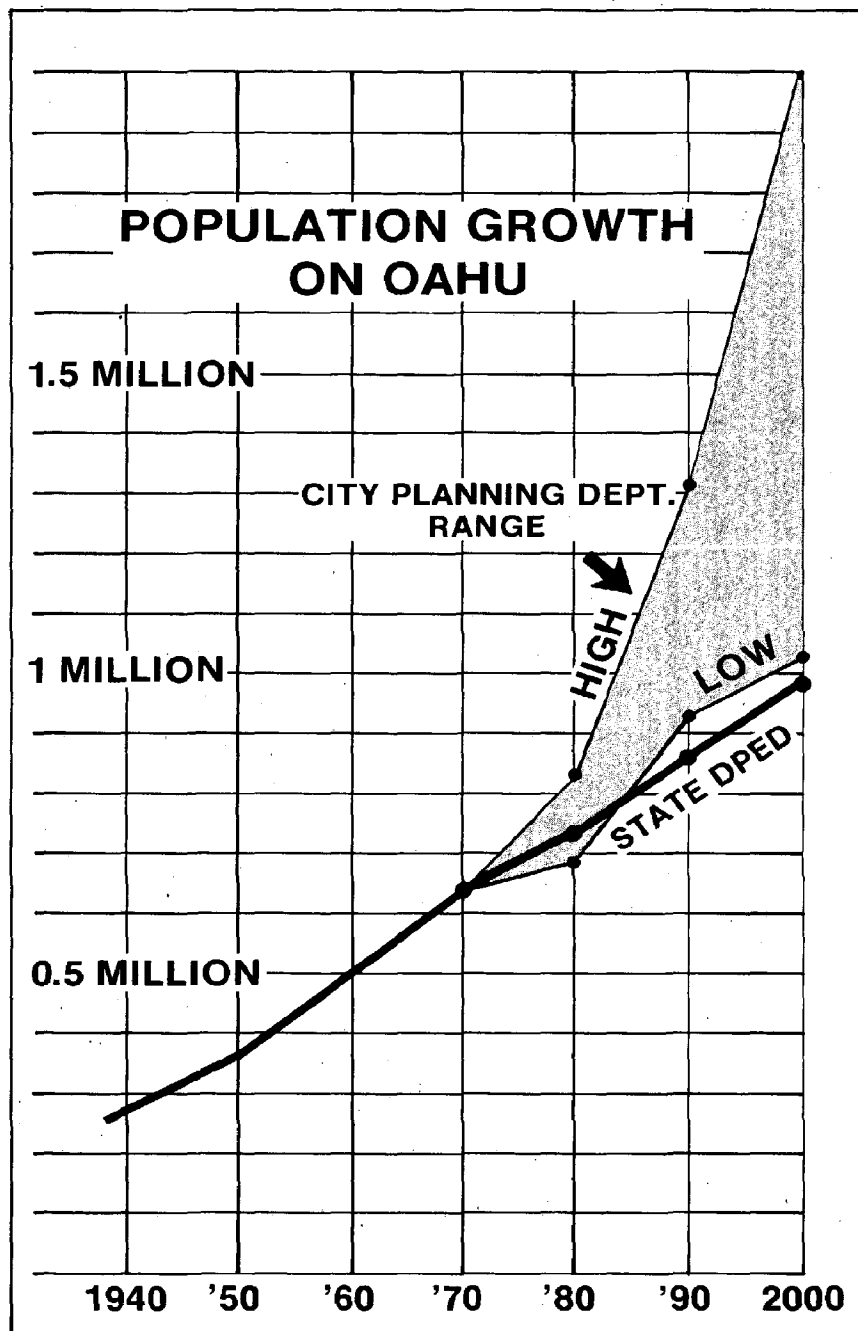 POPULATION GROWTH
ON OAHU
1.5 MILLION
CITY PLANNING DEPT.
RANGE
HIGH
1 MILLION
LOW
STATE DPED
0.5 MILLION
1940 '50 '60 '70 '80 '90 2000